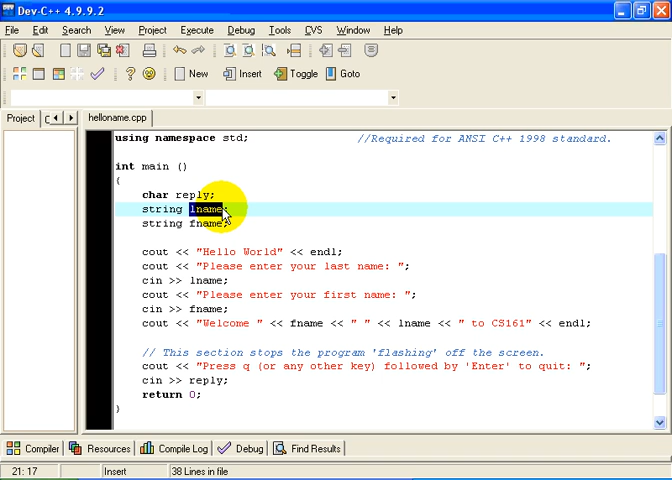 Dev-C++ 4.9.9.2
File Edit Search View Project Execute Debug Tools CVS Window Help
New Insert Toggle Goto
Project helloname.cpp
using namespace std; //Required for ANSI C++ 1998 standard.
int main ()
{
char reply;
string lname;
string fname;
cout << "Hello World" << endl;
cout << "Please enter your last name: ";
cin >> lname;
cout << "Please enter your first name: ";
cin >> fname;
cout << "Welcome " << fname << " " << lname << " to CS161" << endl;
// This section stops the program 'flashing' off the screen.
cout << "Press q (or any other key) followed by 'Enter' to quit: ";
cin >> reply;
return 0;
}
Compiler Resources Compile Log Debug Find Results
21: 17 Insert 38 Lines in file